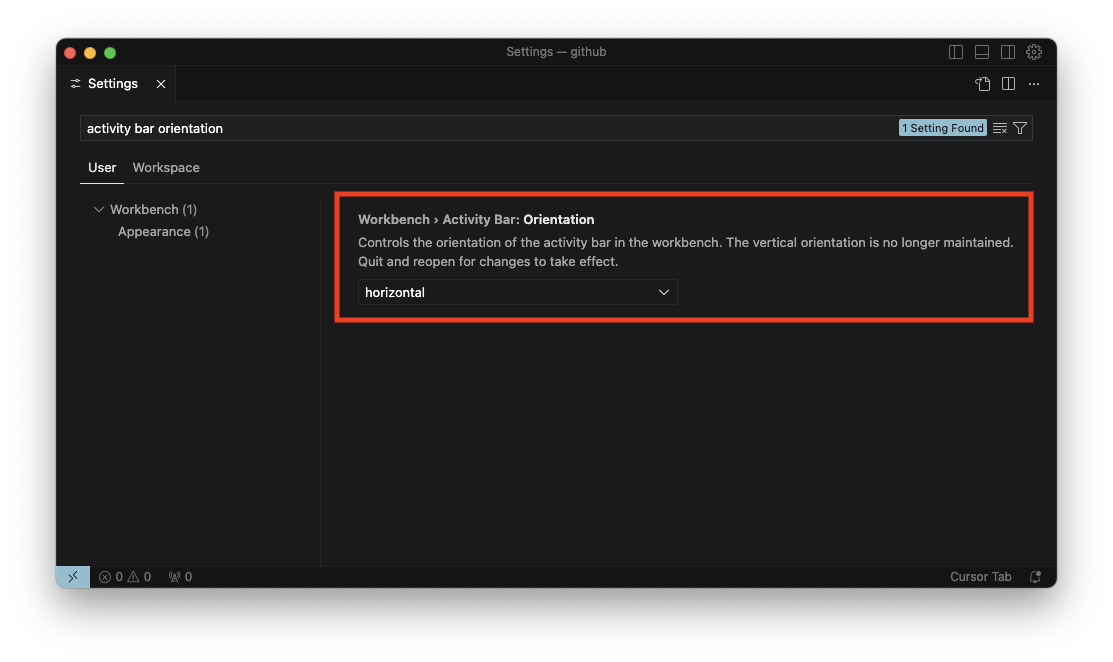 Settings — github
Settings
activity bar orientation
1 Setting Found
User
Workspace
Workbench (1)
Appearance (1)
Workbench › Activity Bar: Orientation
Controls the orientation of the activity bar in the workbench. The vertical orientation is no longer maintained.
Quit and reopen for changes to take effect.
horizontal
0 0 0
Cursor Tab